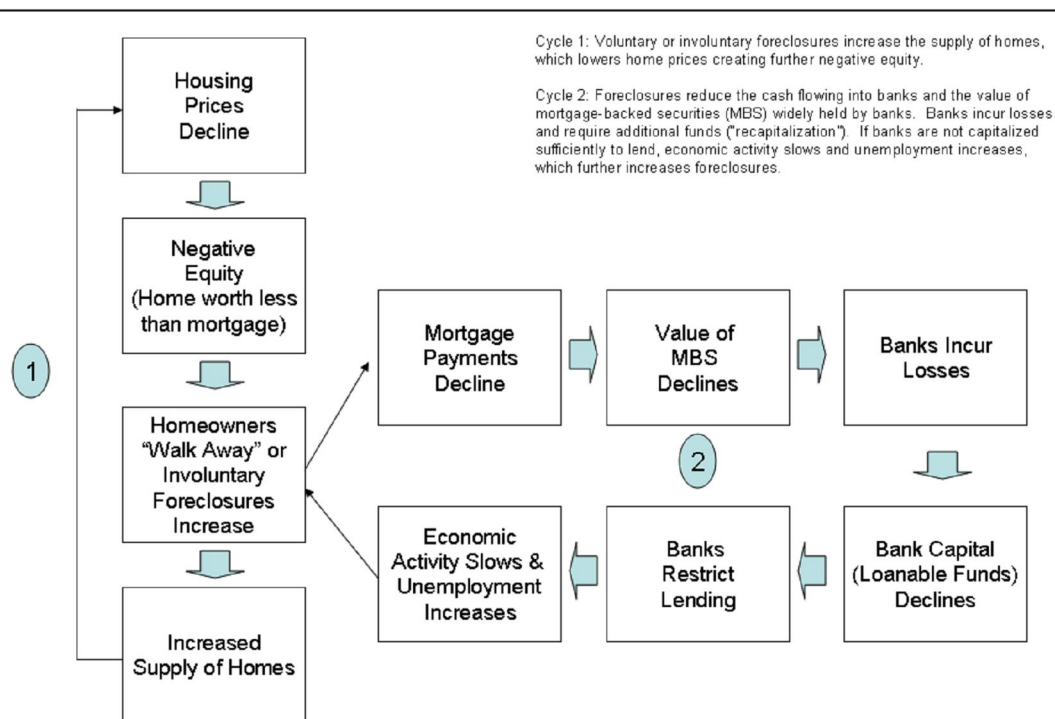 Cycle 1: Voluntary or involuntary foreclosures increase the supply of homes,
which lowers home prices creating further negative equity.
Cycle 2: Foreclosures reduce the cash flowing into banks and the value of
mortgage-backed securities (MBS) widely held by banks. Banks incur losses
and require additional funds ("recapitalization"). If banks are not capitalized
sufficiently to lend, economic activity slows and unemployment increases,
which further increases foreclosures.
Housing
Prices
Decline
Negative
Equity
(Home worth less
than mortgage)
1
Homeowners
“Walk Away” or
Involuntary
Foreclosures
Increase
Increased
Supply of Homes
Mortgage
Payments
Decline
Value of
MBS
Declines
Banks Incur
Losses
2
Bank Capital
(Loanable Funds)
Declines
Banks
Restrict
Lending
Economic
Activity Slows &
Unemployment
Increases